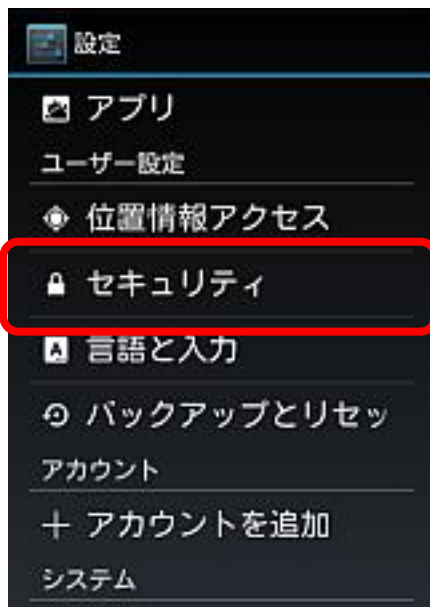 設定
アプリ
ユーザー設定
位置情報アクセス
セキュリティ
言語と入力
バックアップとリセッ
アカウント
アカウントを追加
システム